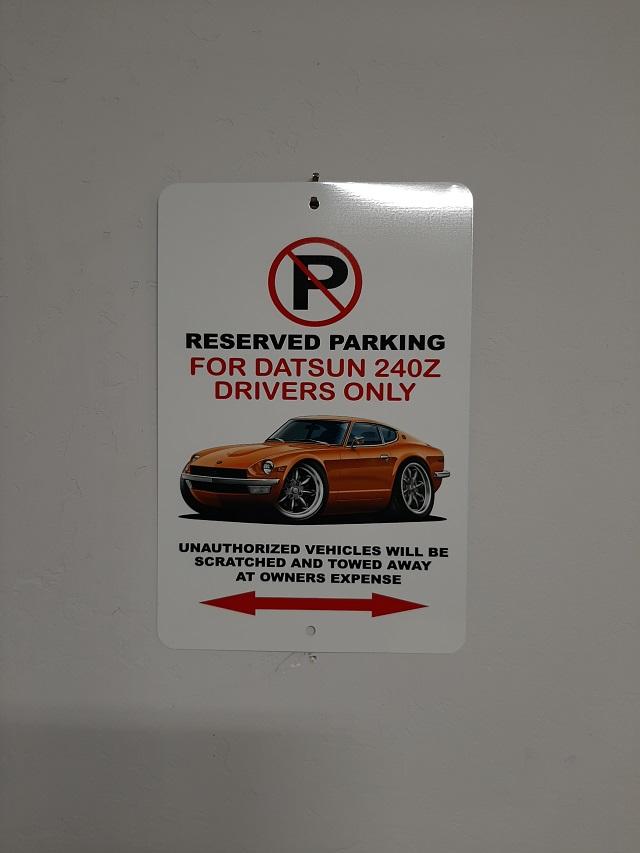 P
RESERVED PARKING
FOR DATSUN 240Z
DRIVERS ONLY
UNAUTHORIZED VEHICLES WILL BE
SCRATCHED AND TOWED AWAY
AT OWNERS EXPENSE